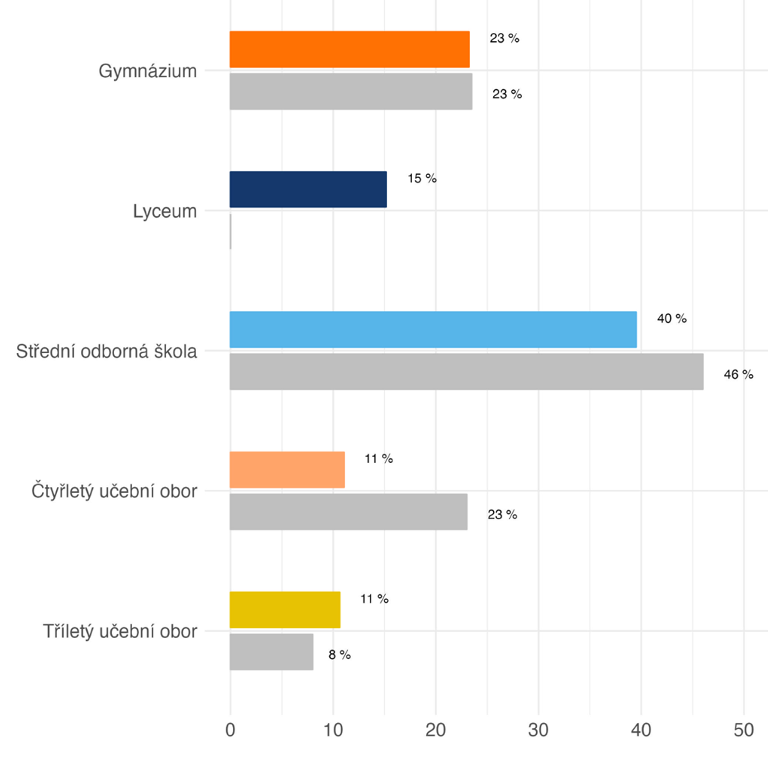 23 %
Gymnázium
23 %
15 %
Lyceum
40 %
Střední odborná škola
46 %
11 %
Čtyřletý učební obor
23 %
11 %
Tříletý učební obor
8 %
0 10 20 30 40 50